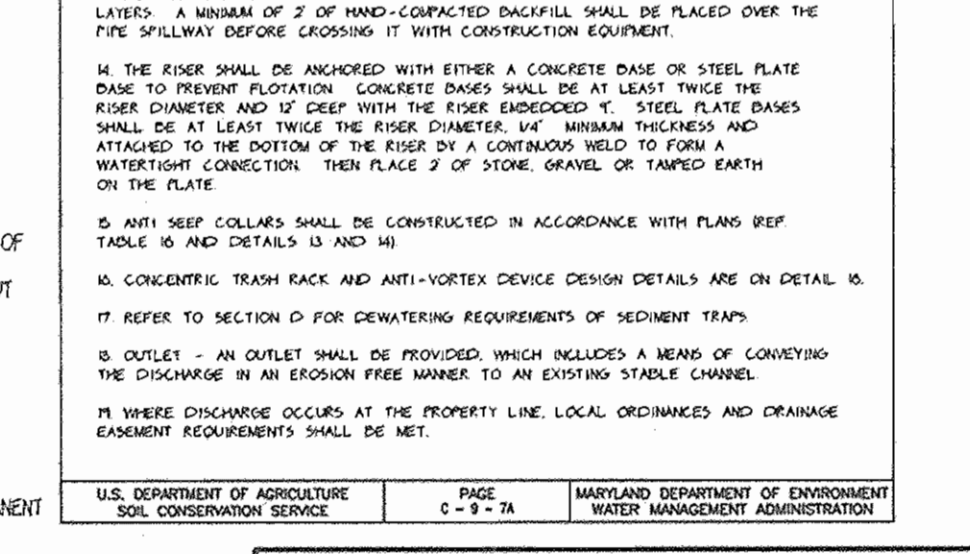 LAYERS. A MINIMUM OF 2' OF HAND-COMPACTED BACKFILL SHALL BE PLACED OVER THE
PIPE SPILLWAY BEFORE CROSSING IT WITH CONSTRUCTION EQUIPMENT.
14. THE RISER SHALL BE ANCHORED WITH EITHER A CONCRETE BASE OR STEEL PLATE
BASE TO PREVENT FLOTATION CONCRETE BASES SHALL BE AT LEAST TWICE THE
RISER DIAMETER AND 12" DEEP WITH THE RISER EMBEDDED 9". STEEL PLATE BASES
SHALL BE AT LEAST TWICE THE RISER DIAMETER, 1/4" MINIMUM THICKNESS AND
ATTACHED TO THE BOTTOM OF THE RISER BY A CONTINUOUS WELD TO FORM A
WATERTIGHT CONNECTION. THEN PLACE 2' OF STONE, GRAVEL OR TAMPED EARTH
ON THE PLATE.
15 ANTI SEEP COLLARS SHALL BE CONSTRUCTED IN ACCORDANCE WITH PLANS (REF.
TABLE 16 AND DETAILS 13 AND 14)
OF
16. CONCENTRIC TRASH RACK AND ANTI-VORTEX DEVICE DESIGN DETAILS ARE ON DETAIL 18.
UT
17. REFER TO SECTION D FOR DEWATERING REQUIREMENTS OF SEDIMENT TRAPS.
18. OUTLET - AN OUTLET SHALL BE PROVIDED, WHICH INCLUDES A MEANS OF CONVEYING
THE DISCHARGE IN AN EROSION FREE MANNER TO AN EXISTING STABLE CHANNEL.
19. WHERE DISCHARGE OCCURS AT THE PROPERTY LINE, LOCAL ORDINANCES AND DRAINAGE
EASEMENT REQUIREMENTS SHALL BE MET.
NENT
U.S. DEPARTMENT OF AGRICULTURE
SOIL CONSERVATION SERVICE
PAGE
C - 9 - 7A
MARYLAND DEPARTMENT OF ENVIRONMENT
WATER MANAGEMENT ADMINISTRATION